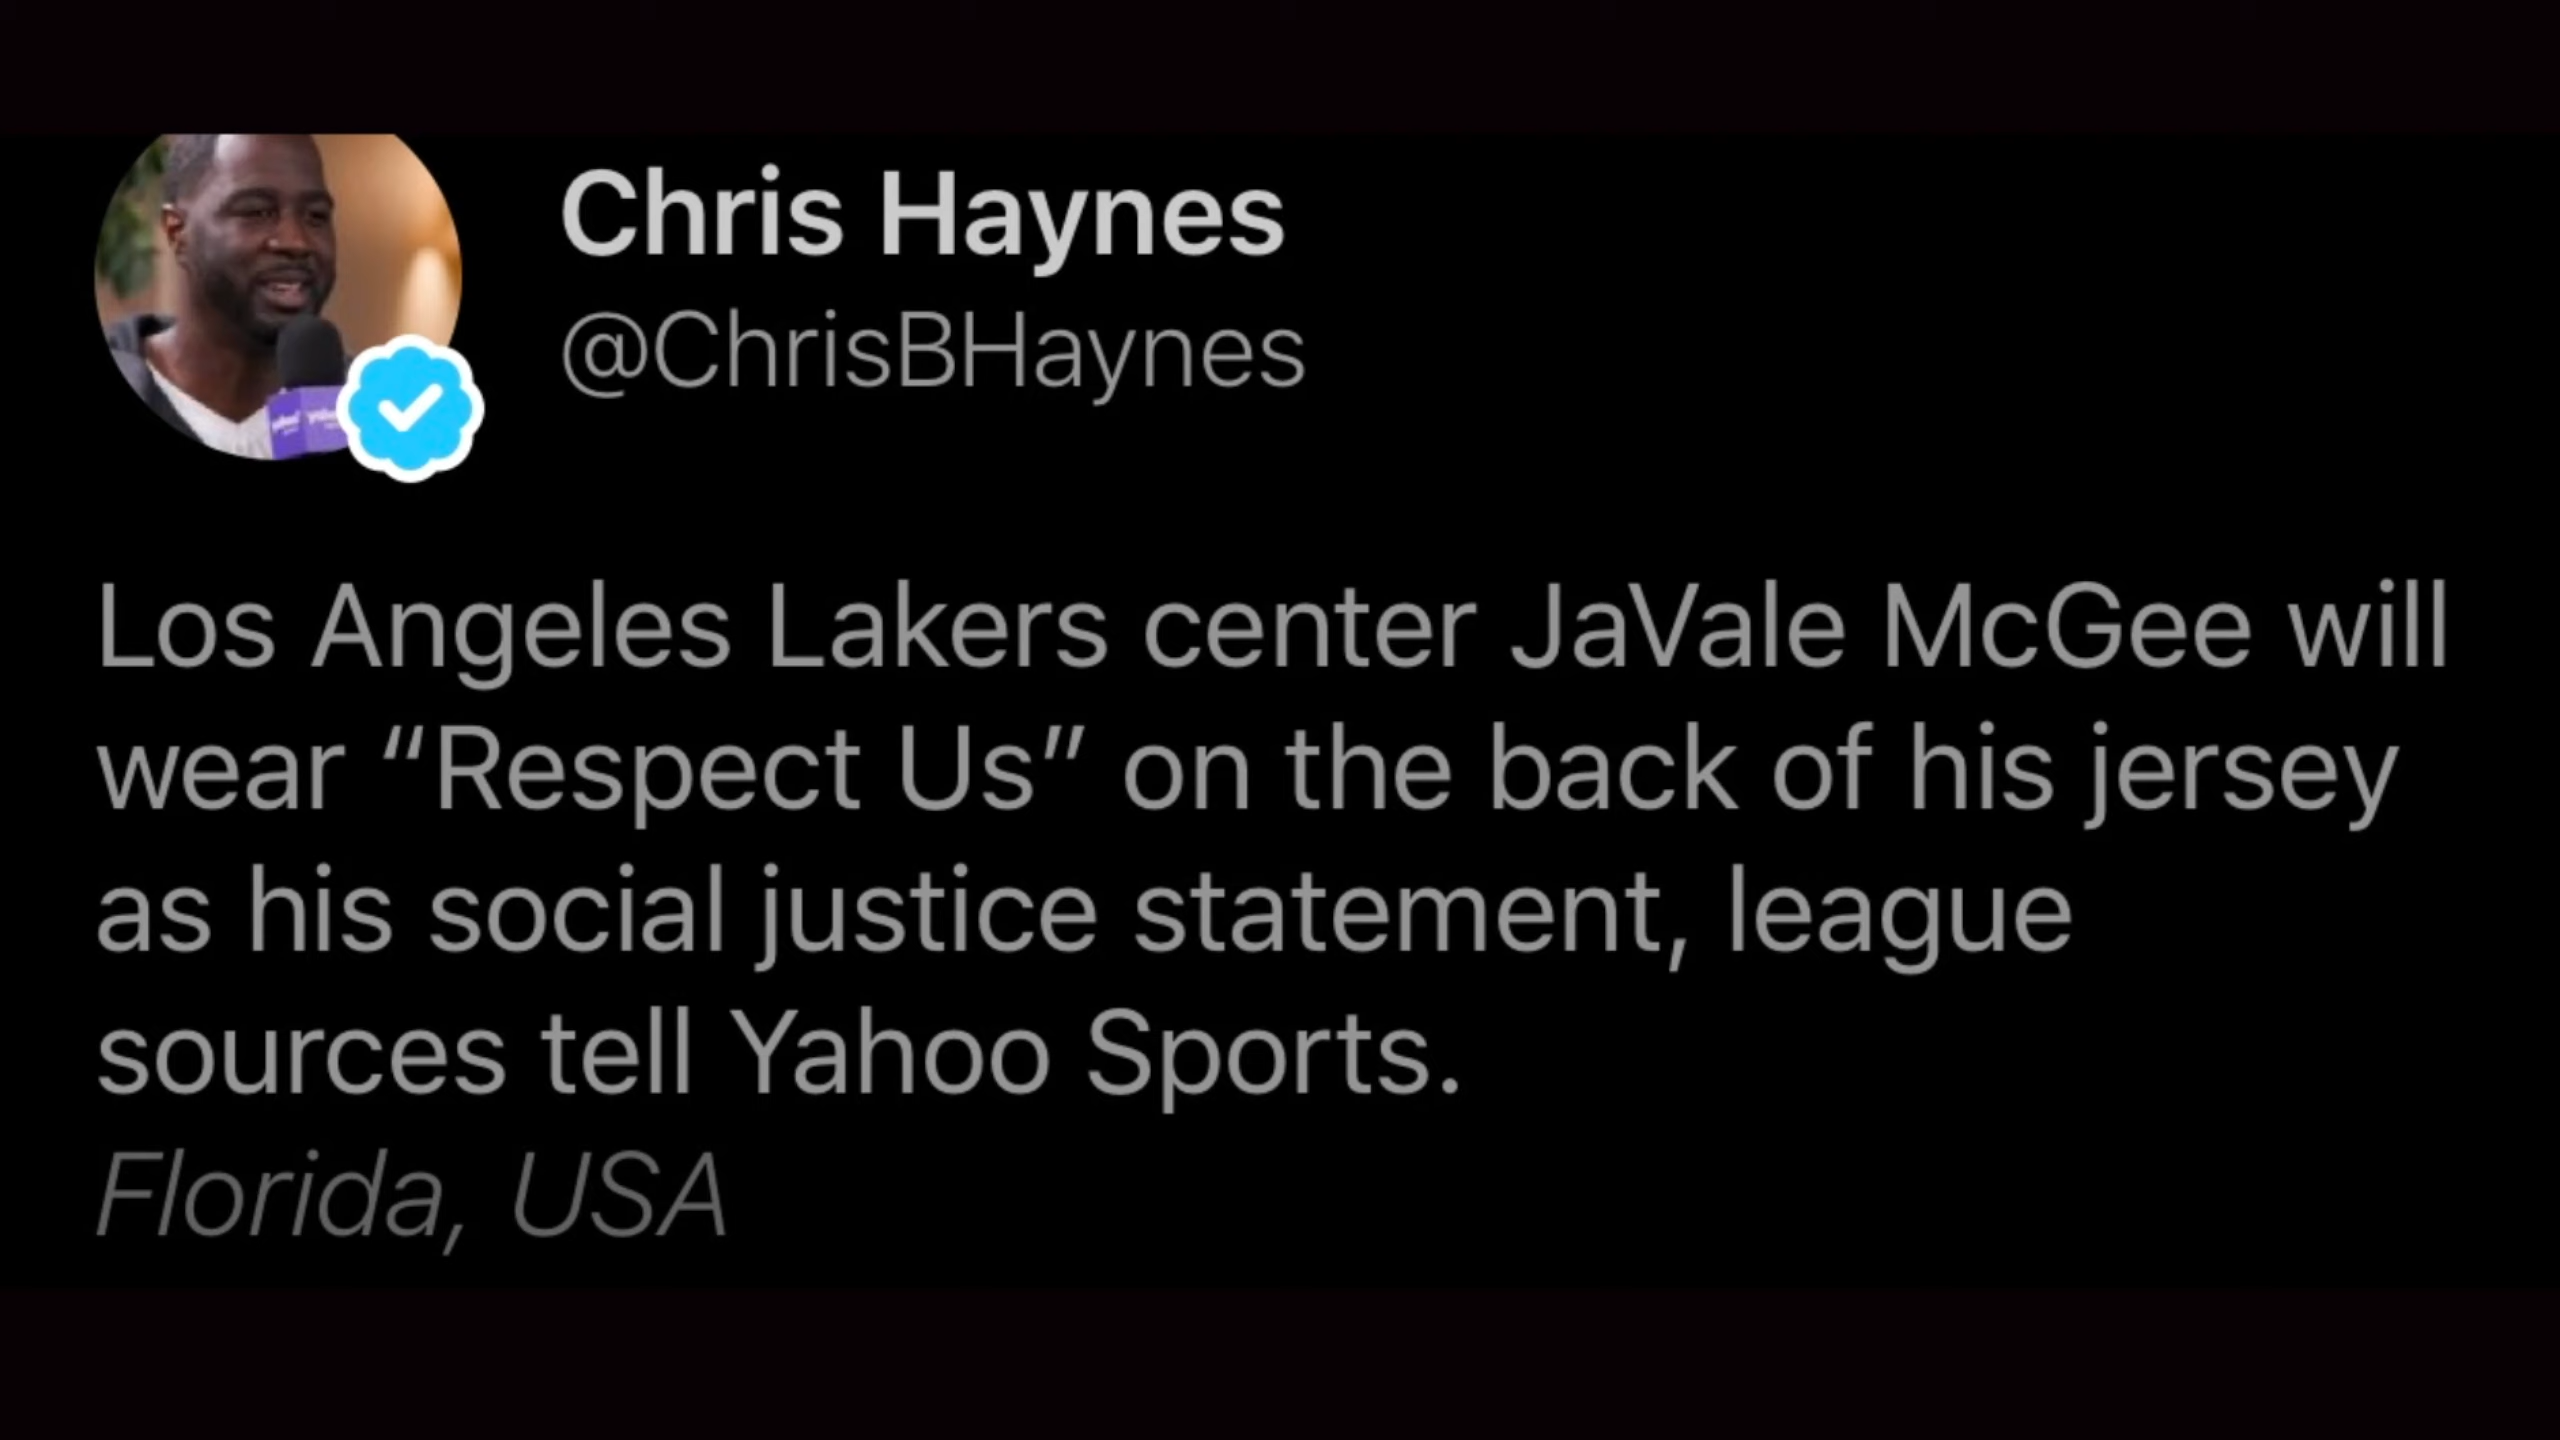 Chris Haynes
@ChrisBHaynes
Los Angeles Lakers center JaVale McGee will
wear “Respect Us” on the back of his jersey
as his social justice statement, league
sources tell Yahoo Sports.
Florida, USA